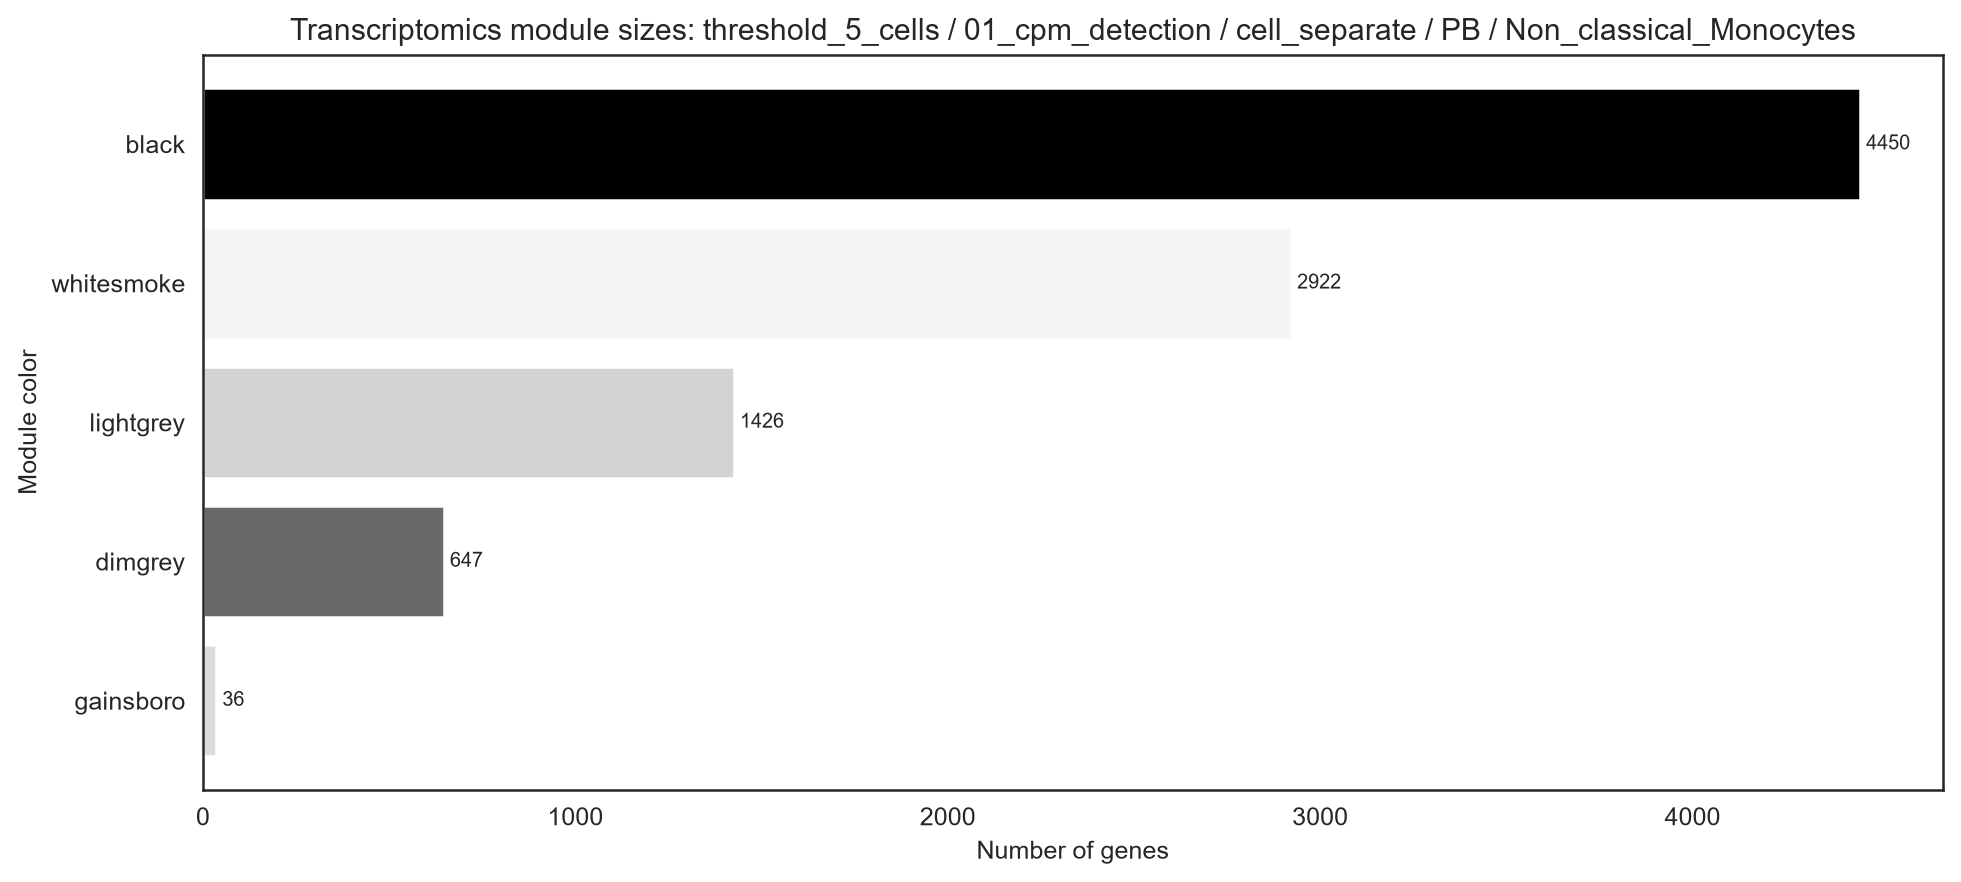 Transcriptomics module sizes: threshold_5_cells / 01_cpm_detection / cell_separate / PB / Non_classical_Monocytes
Module color
black
4450
whitesmoke
2922
lightgrey
1426
dimgrey
647
gainsboro
36
0 1000 2000 3000 4000
Number of genes